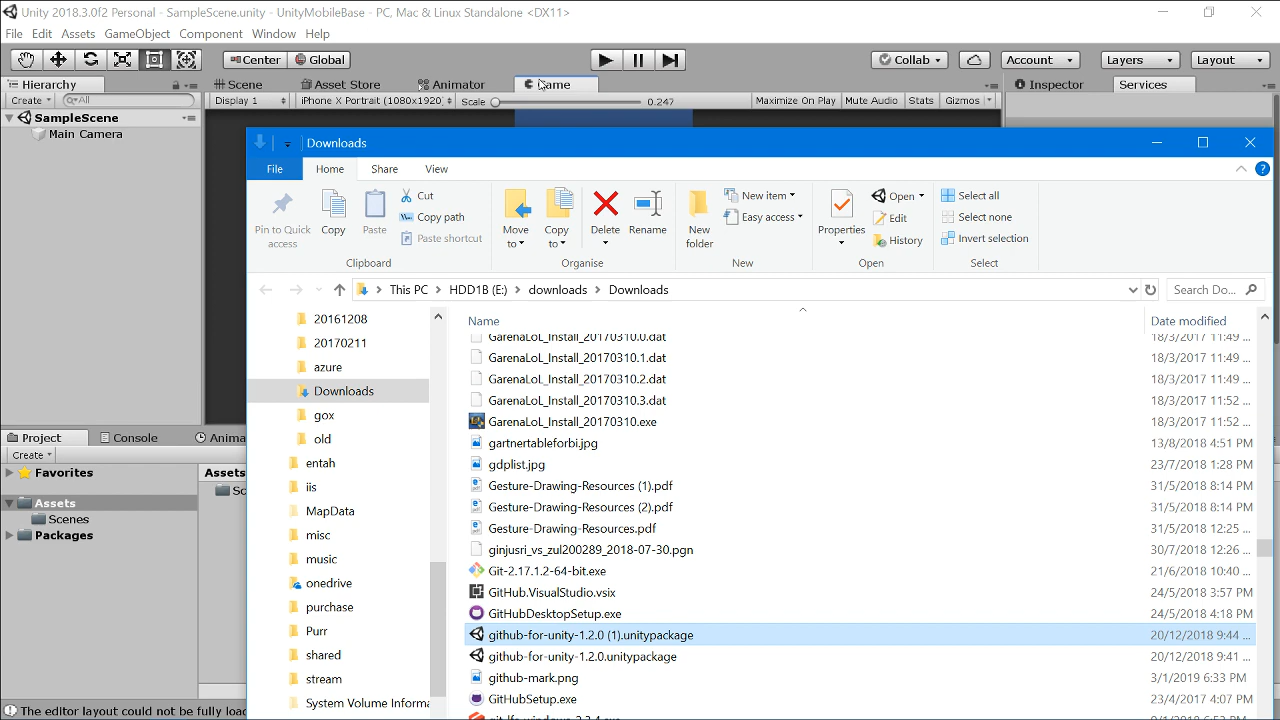 Unity 2018.3.0f2 Personal - SampleScene.unity - UnityMobileBase - PC, Mac & Linux Standalone <DX11>
File Edit Assets GameObject Component Window Help
Center Global Collab Account Layers Layout
Hierarchy Scene Asset Store Animator Game Inspector Services
Create All Display 1 iPhone X Portrait (1080x1920) Scale 0.247 Maximize On Play Mute Audio Stats Gizmos
SampleScene
Main Camera
Downloads
File Home Share View
Pin to Quick access
Copy
Paste
Cut
Copy path
Paste shortcut
Clipboard
Move to
Copy to
Delete
Rename
Organise
New folder
New item
Easy access
New
Properties
Open
Edit
History
Open
Select all
Select none
Invert selection
Select
This PC HDD1B (E:) downloads Downloads Search Do...
Name Date modified
20161208
20170211
azure
Downloads
gox
old
entah
iis
MapData
misc
music
onedrive
purchase
Purr
shared
stream
System Volume Informa
GarenaLoL_Install_20170310.0.dat 18/3/2017 11:49 ...
GarenaLoL_Install_20170310.1.dat 18/3/2017 11:49 ...
GarenaLoL_Install_20170310.2.dat 18/3/2017 11:49 ...
GarenaLoL_Install_20170310.3.dat 18/3/2017 11:52 ...
GarenaLoL_Install_20170310.exe 18/3/2017 11:52 ...
gartnertableforbi.jpg 13/8/2018 4:51 PM
gdplist.jpg 23/7/2018 1:28 PM
Gesture-Drawing-Resources (1).pdf 31/5/2018 8:14 PM
Gesture-Drawing-Resources (2).pdf 31/5/2018 8:14 PM
Gesture-Drawing-Resources.pdf 31/5/2018 12:25 ...
ginjusri_vs_zul200289_2018-07-30.pgn 30/7/2018 12:26 ...
Git-2.17.1.2-64-bit.exe 21/6/2018 10:40 ...
GitHub.VisualStudio.vsix 24/5/2018 3:57 PM
GitHubDesktopSetup.exe 24/5/2018 4:18 PM
github-for-unity-1.2.0 (1).unitypackage 20/12/2018 9:44 ...
github-for-unity-1.2.0.unitypackage 20/12/2018 9:41 ...
github-mark.png 3/1/2019 6:33 PM
GitHubSetup.exe 23/4/2017 4:07 PM
Project Console Anima
Create
Favorites
Assets
Scenes
Packages
Assets
Sc
The editor layout could not be fully loa